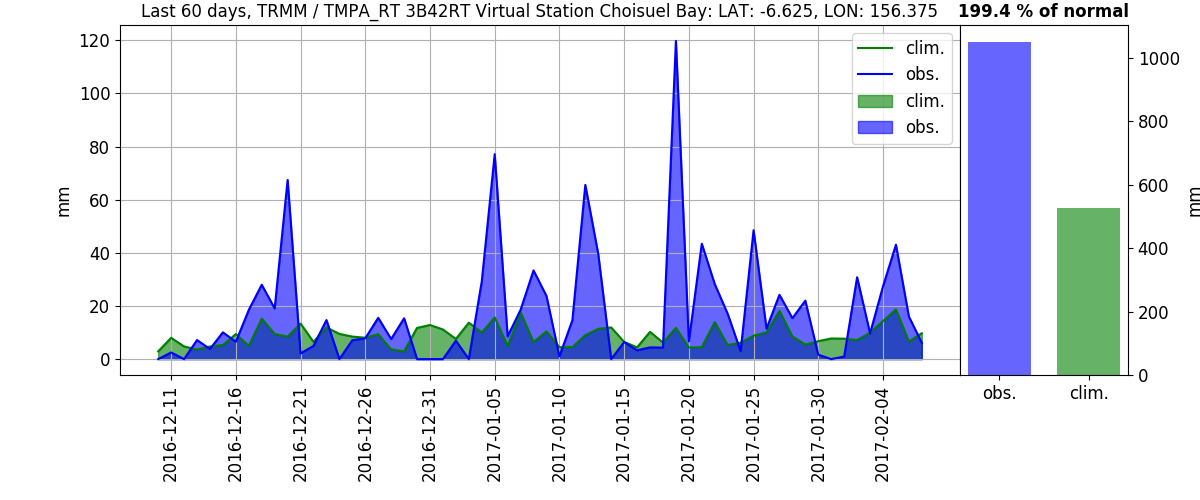 Last 60 days, TRMM / TMPA_RT 3B42RT Virtual Station Choisuel Bay: LAT: -6.625, LON: 156.375
199.4 % of normal
120
100
80
60
40
20
0
mm
clim.
obs.
clim.
obs.
2016-12-11
2016-12-16
2016-12-21
2016-12-26
2016-12-31
2017-01-05
2017-01-10
2017-01-15
2017-01-20
2017-01-25
2017-01-30
2017-02-04
1000
800
600
400
200
0
mm
obs.
clim.